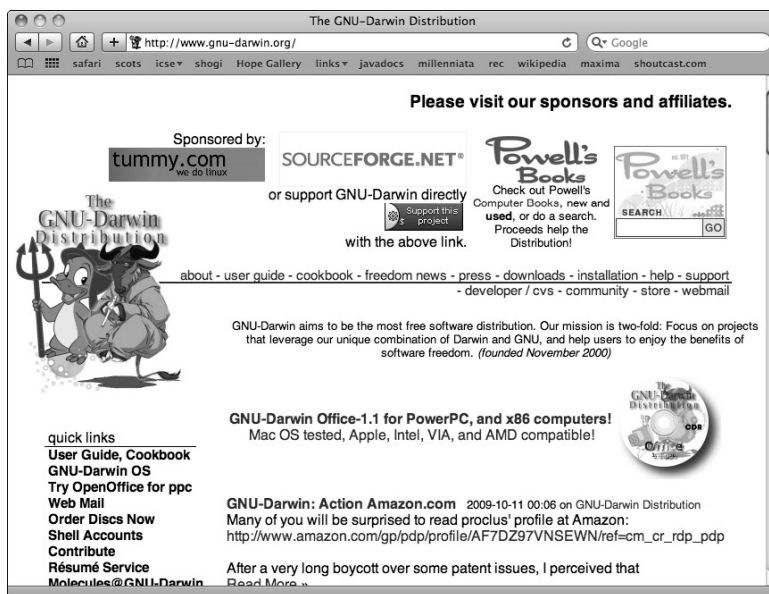 The GNU-Darwin Distribution
http://www.gnu-darwin.org/
Google
safari scots icse shogi Hope Gallery links javadocs millenniata rec wikipedia maxima shoutcast.com
Please visit our sponsors and affiliates.
Sponsored by:
tummy.com
we do linux
SOURCEFORGE.NET®
or support GNU-Darwin directly
Support this
project
with the above link.
Powell's
Books
Check out Powell's
Computer Books, new and
used, or do a search.
Proceeds help the
Distribution!
Powell's
Books
SEARCH
GO
The
GNU-Darwin
Distribution
about - user guide - cookbook - freedom news - press - downloads - installation - help - support
- developer / cvs - community - store - webmail
GNU-Darwin aims to be the most free software distribution. Our mission is two-fold: Focus on projects
that leverage our unique combination of Darwin and GNU, and help users to enjoy the benefits of
software freedom. (founded November 2000)
GNU-Darwin Office-1.1 for PowerPC, and x86 computers!
Mac OS tested, Apple, Intel, VIA, and AMD compatible!
The
GNU-Darwin
Distribution
CDR
Office
quick links
User Guide, Cookbook
GNU-Darwin OS
Try OpenOffice for ppc
Web Mail
Order Discs Now
Shell Accounts
Contribute
Résumé Service
Molecules@GNU-Darwin
GNU-Darwin: Action Amazon.com 2009-10-11 00:06 on GNU-Darwin Distribution
Many of you will be surprised to read proclus' profile at Amazon:
http://www.amazon.com/gp/pdp/profile/AF7DZ97VNSEWN/ref=cm_cr_rdp_pdp
After a very long boycott over some patent issues, I perceived that
Read More »